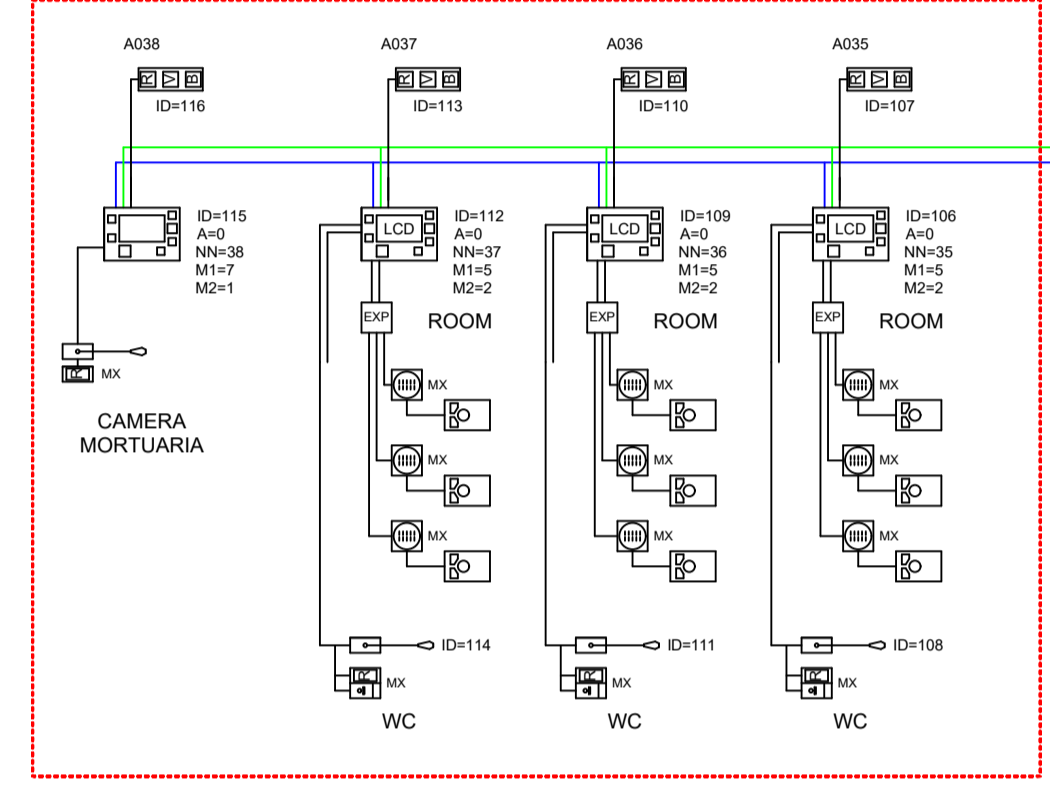 A038
A037
A036
A035
R V B
R V B
R V B
R V B
ID=116
ID=113
ID=110
ID=107
ID=115
A=0
NN=38
M1=7
M2=1
LCD
ID=112
A=0
NN=37
M1=5
M2=2
LCD
ID=109
A=0
NN=36
M1=5
M2=2
LCD
ID=106
A=0
NN=35
M1=5
M2=2
EXP
ROOM
EXP
ROOM
EXP
ROOM
R
MX
CAMERA
MORTUARIA
MX
MX
MX
MX
MX
MX
MX
MX
MX
ID=114
ID=111
ID=108
R
MX
R
MX
R
MX
WC
WC
WC